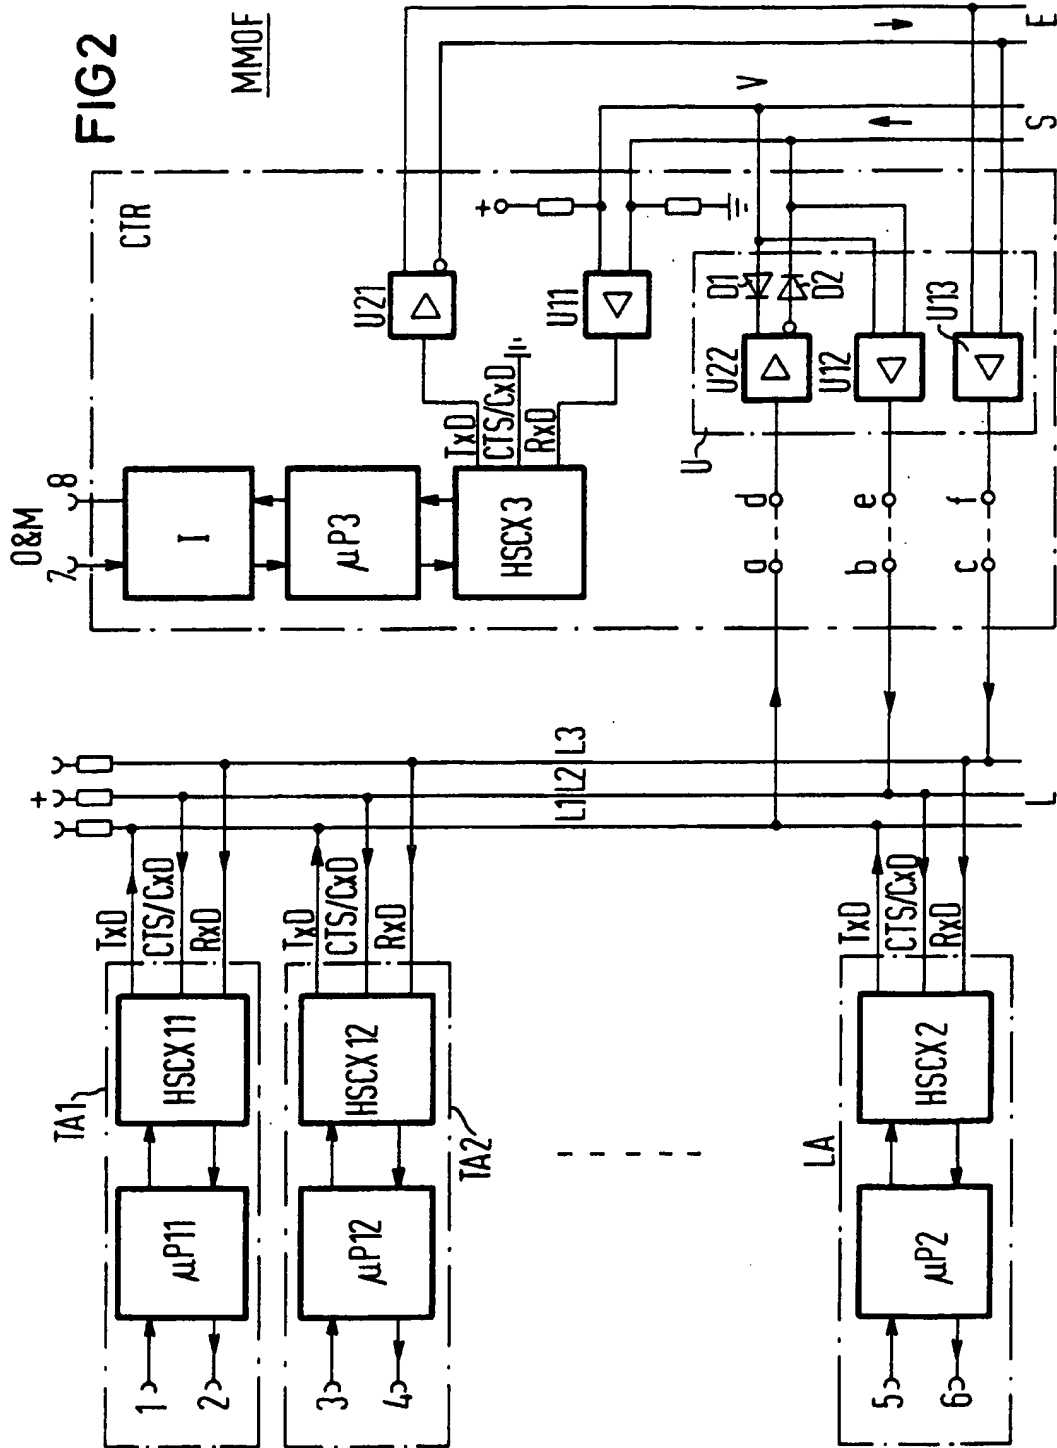 FIG2
MMOF
CTR
O&M
7
8
I
µP3
HSCX3
TxD
CTS/CxD
RxD
U21
U11
+
V
E
S
U
U22
D1
D2
U12
U13
a
d
b
e
c
f
+
L1
L2
L3
L
TA1
µP11
HSCX11
TxD
CTS/CxD
RxD
1
2
TA2
µP12
HSCX12
TxD
CTS/CxD
RxD
3
4
LA
µP2
HSCX2
TxD
CTS/CxD
RxD
5
6